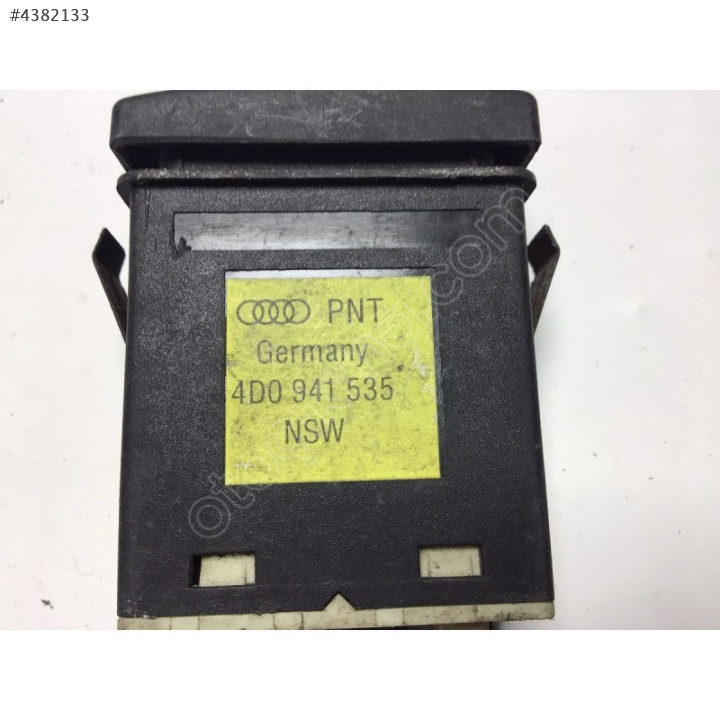 #4382133
PNT
Germany
4D0 941 535
NSW